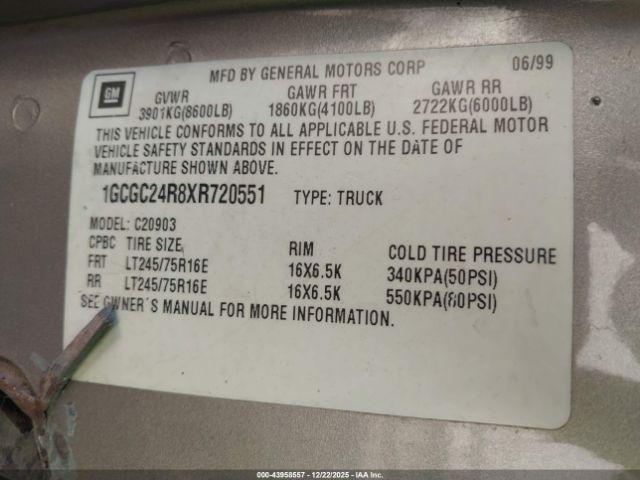 GM
MFD BY GENERAL MOTORS CORP 06/99
GVWR GAWR FRT GAWR RR
3901KG(8600LB) 1860KG(4100LB) 2722KG(6000LB)
THIS VEHICLE CONFORMS TO ALL APPLICABLE U.S. FEDERAL MOTOR
VEHICLE SAFETY STANDARDS IN EFFECT ON THE DATE OF
MANUFACTURE SHOWN ABOVE.
1GCGC24R8XR720551 TYPE: TRUCK
MODEL: C20903
CPBC TIRE SIZE RIM COLD TIRE PRESSURE
FRT LT245/75R16E 16X6.5K 340KPA(50PSI)
RR LT245/75R16E 16X6.5K 550KPA(80PSI)
SEE OWNER'S MANUAL FOR MORE INFORMATION.
000-43958557 - 12/22/2025 - IAA Inc.